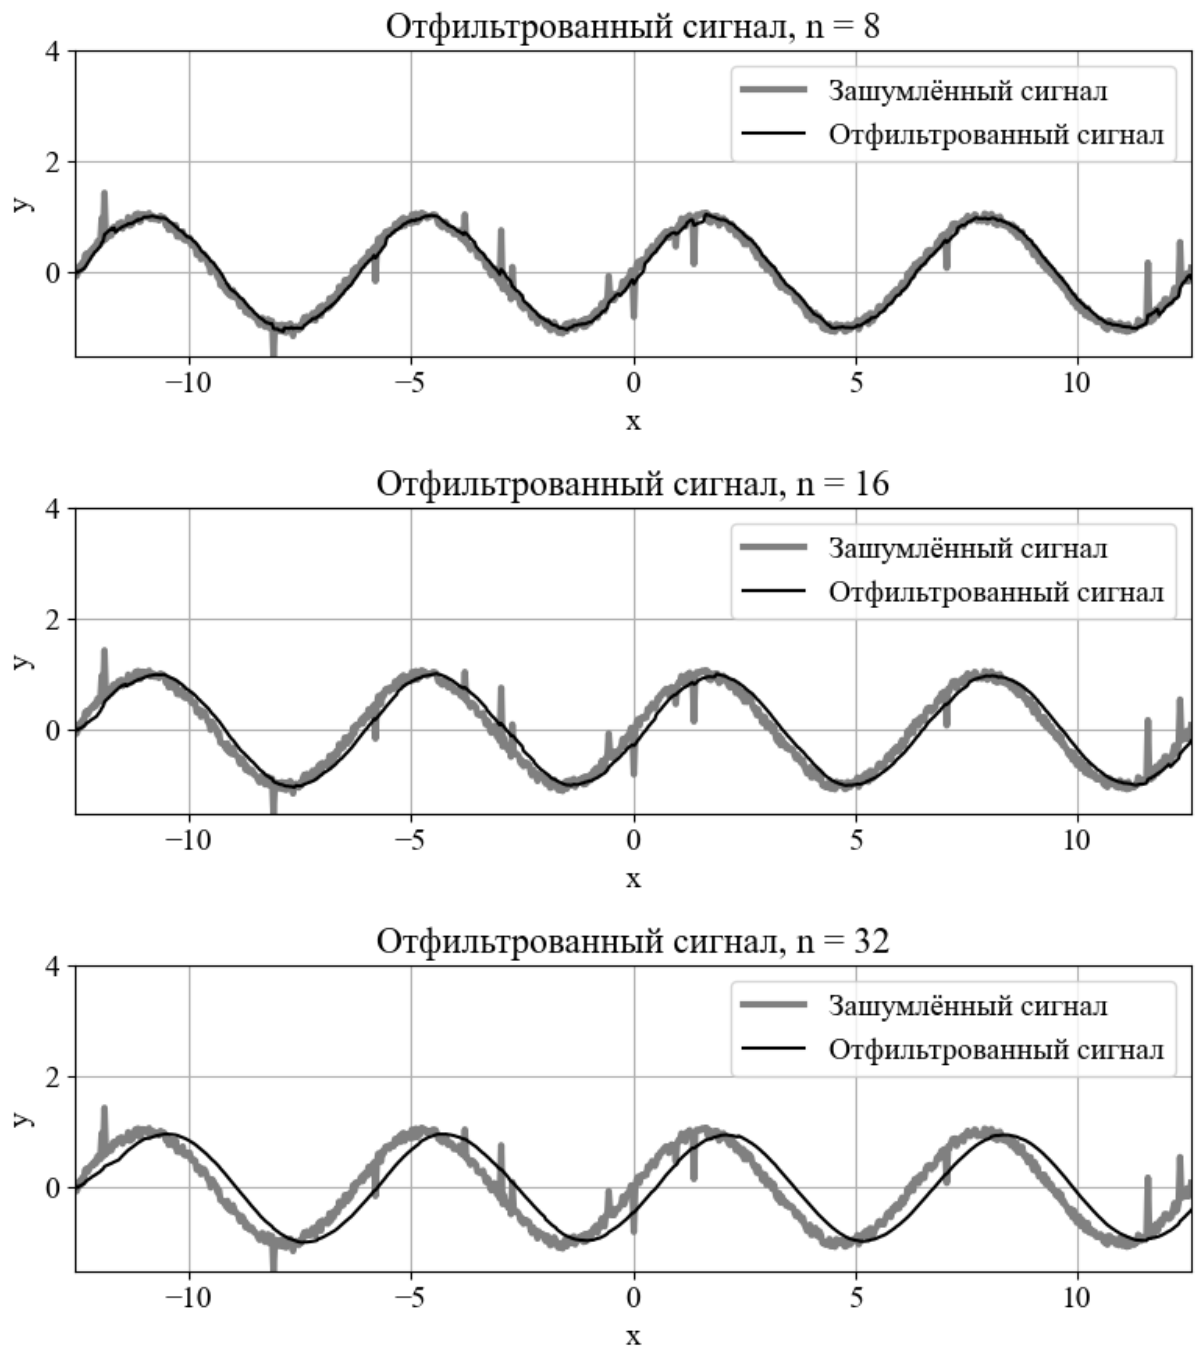 Отфильтрованный сигнал, n = 8
4
2
0
y
Зашумлённый сигнал
Отфильтрованный сигнал
−10 −5 0 5 10
x
Отфильтрованный сигнал, n = 16
4
2
0
y
Зашумлённый сигнал
Отфильтрованный сигнал
−10 −5 0 5 10
x
Отфильтрованный сигнал, n = 32
4
2
0
y
Зашумлённый сигнал
Отфильтрованный сигнал
−10 −5 0 5 10
x